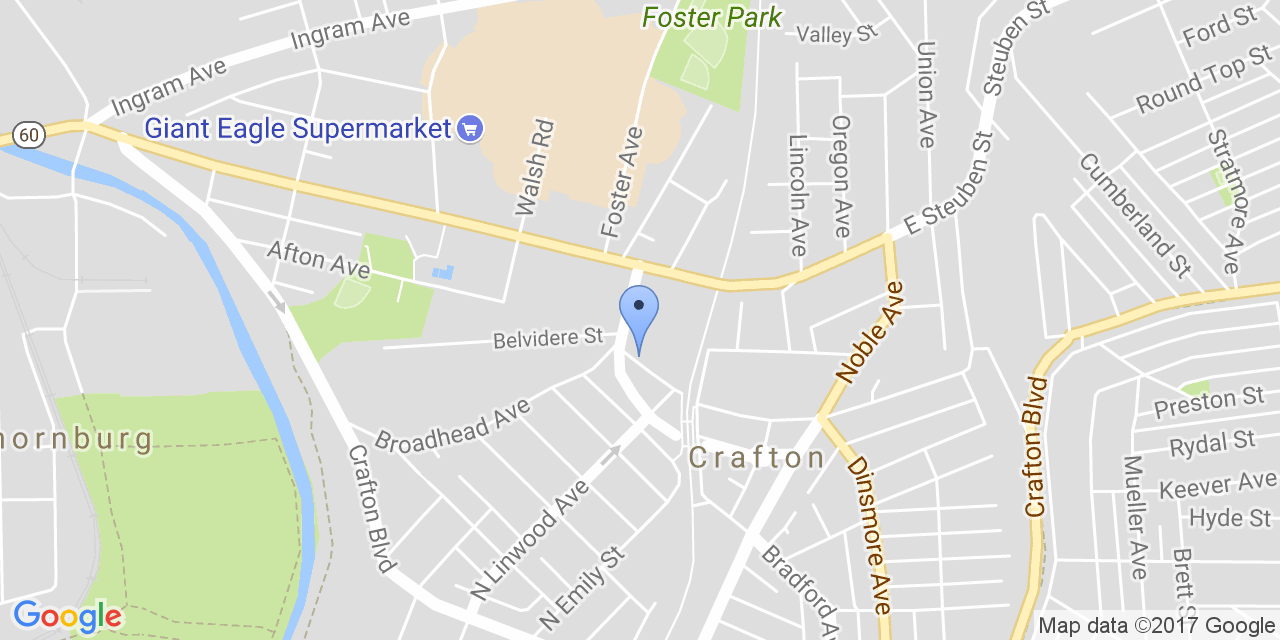 Foster Park
Ingram Ave
Valley St
Steuben St
Ford St
Round Top St
Ingram Ave
Union Ave
60
Giant Eagle Supermarket
Walsh Rd
Foster Ave
Lincoln Ave
Oregon Ave
E Steuben St
Cumberland St
Stratmore Ave
Afton Ave
Belvidere St
Noble Ave
Crafton Blvd
Preston St
Broadhead Ave
hornburg
Crafton
Rydal St
Keever Ave
Hyde St
Mueller Ave
Brett S
Crafton Blvd
N Linwood Ave
N Emily St
Dinsmore Ave
Bradford Av
Google
Map data ©2017 Google